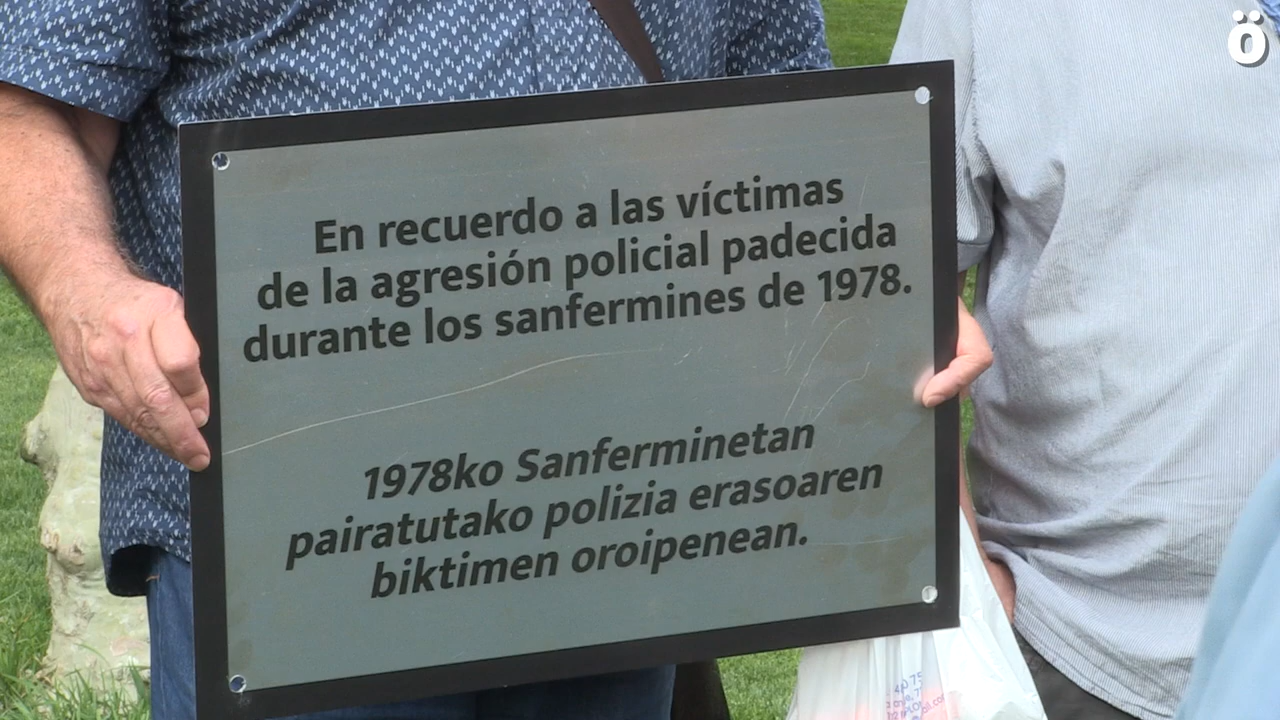 ö
En recuerdo a las víctimas
de la agresión policial padecida
durante los sanfermines de 1978.
1978ko Sanferminetan
pairatutako polizia erasoaren
biktimen oroipenean.